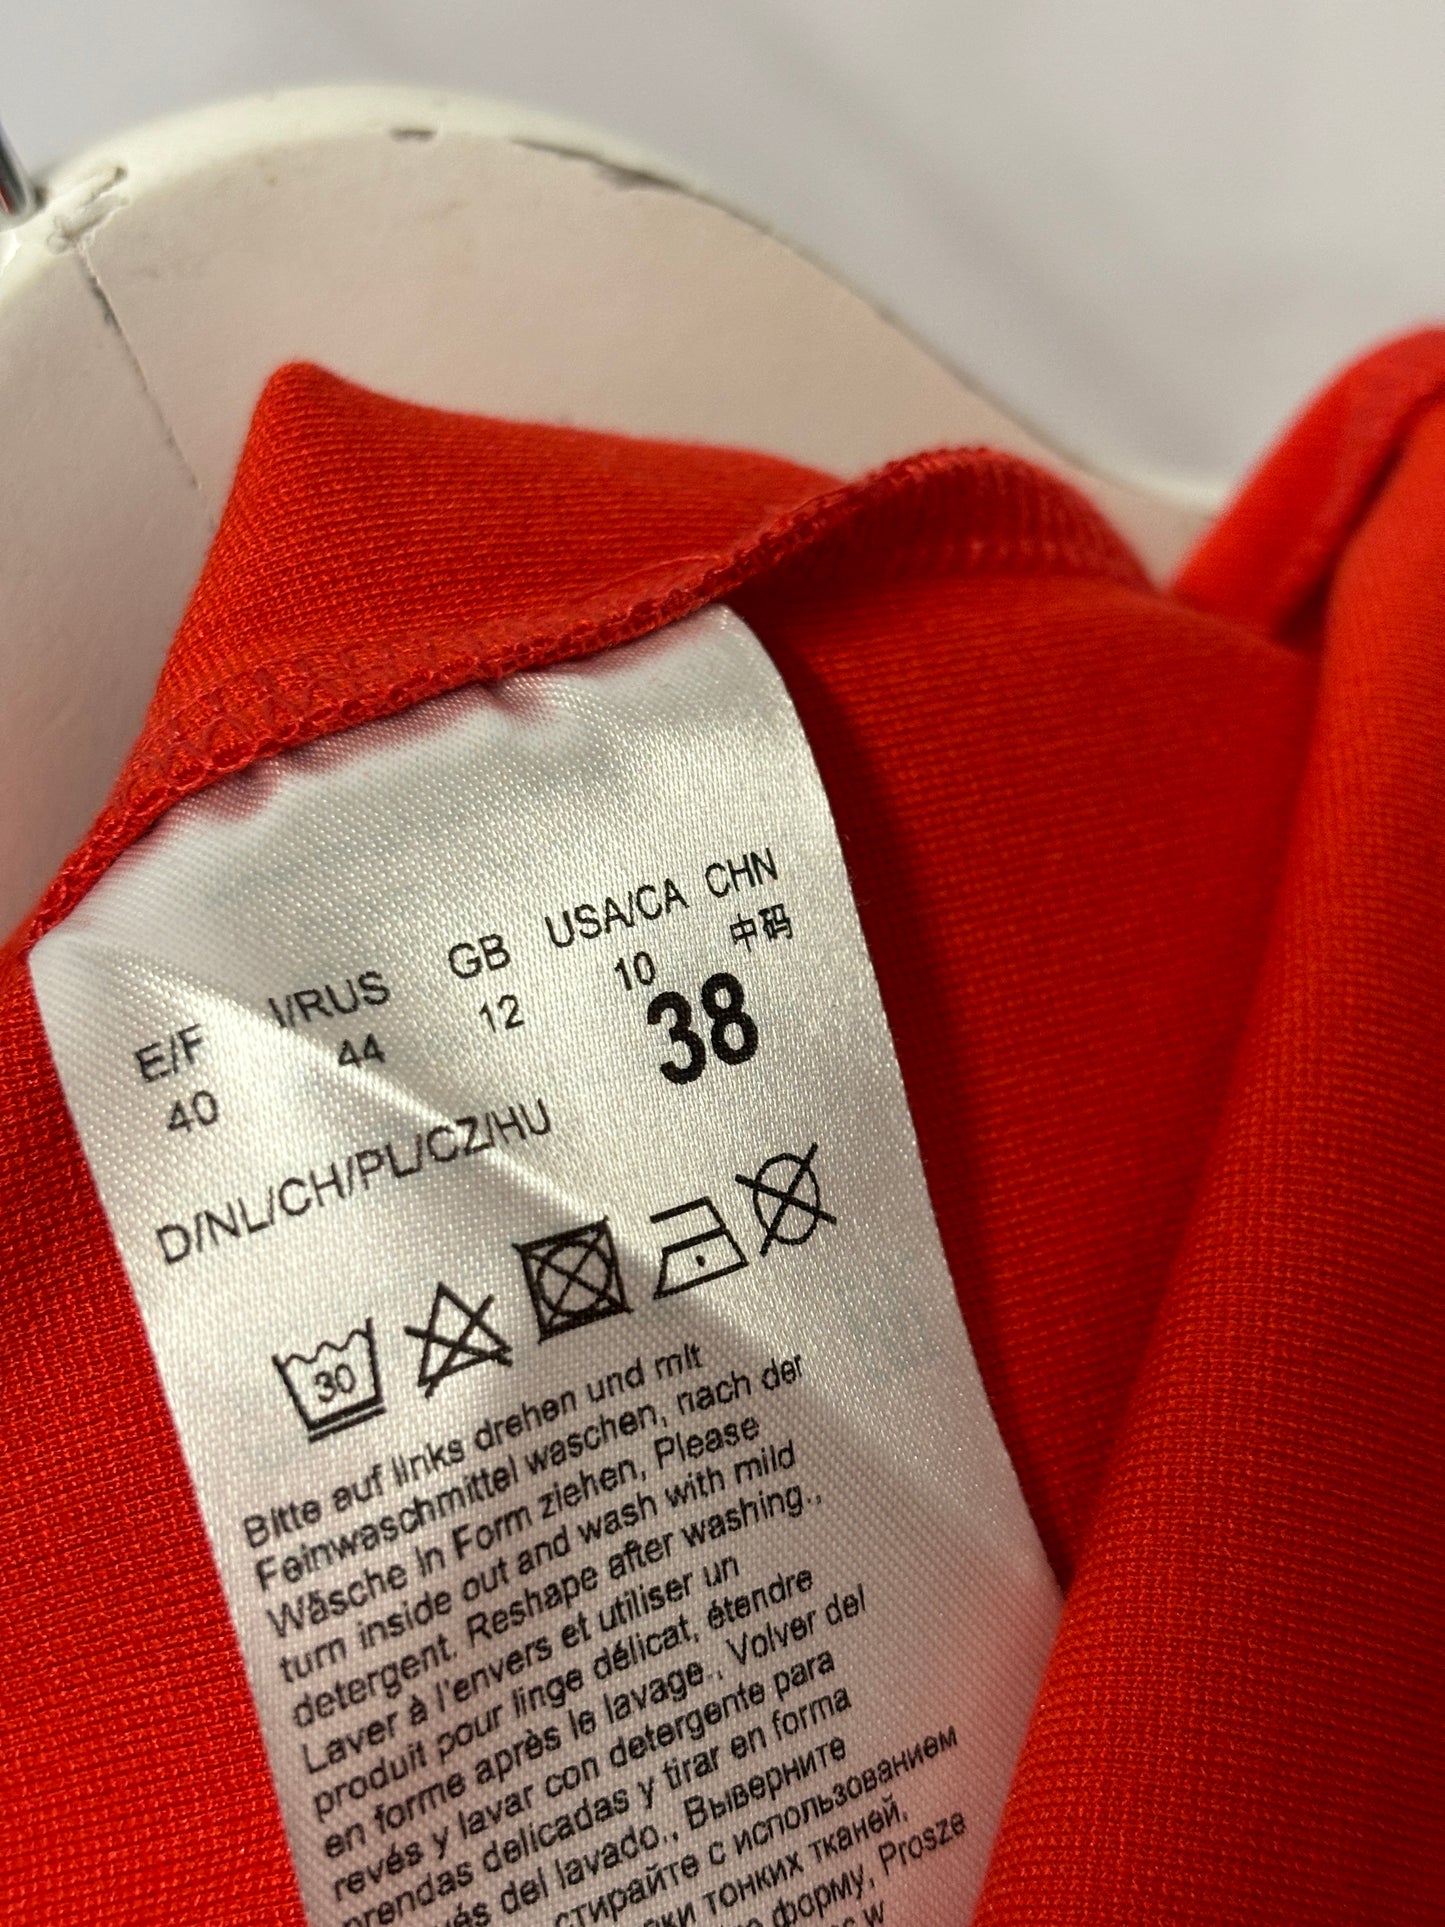 E/F I/RUS GB USA/CA CHN
40 44 12 10 中码
D/NL/CH/PL/CZ/HU 38
30
Bitte auf links drehen und mit
Feinwaschmittel waschen, nach der
Wäsche in Form ziehen, Please
turn inside out and wash with mild
detergent. Reshape after washing.,
Laver à l'envers et utiliser un
produit pour linge délicat, étendre
en forme après le lavage., Volver del
revés y lavar con detergente para
prendas delicadas y tirar en forma
del lavado., Выверните
стирайте с использованием
тонких тканей,
форму, Prosze
w